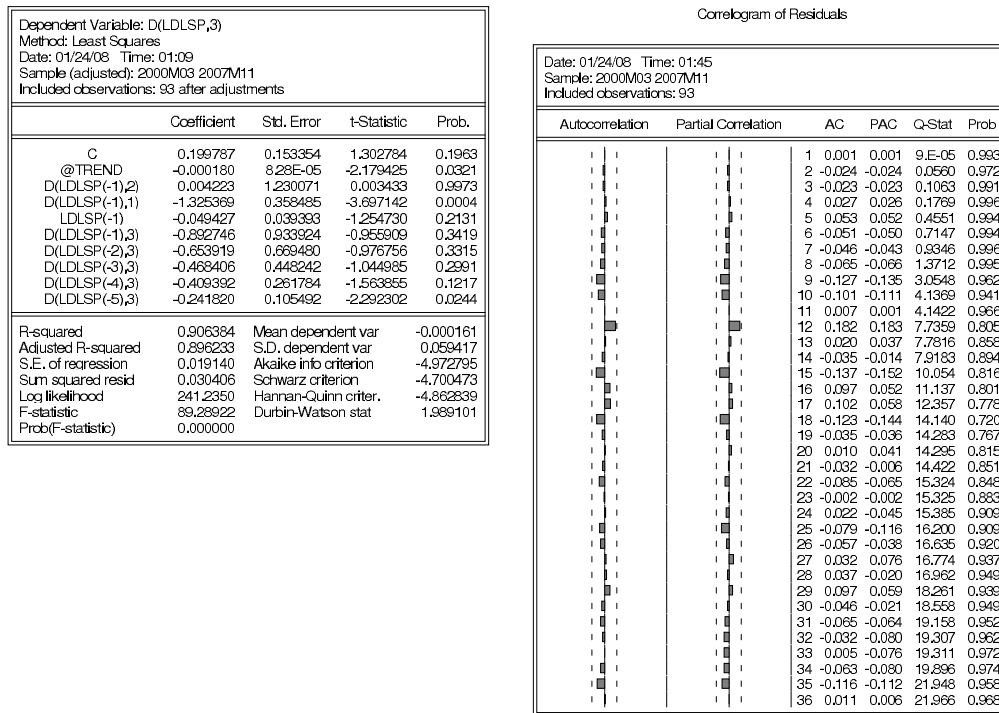 Dependent Variable: D(LDLSP,3)
Method: Least Squares
Date: 01/24/08 Time: 01:09
Sample (adjusted): 2000M03 2007M11
Included observations: 93 after adjustments
Coefficient Std. Error t-Statistic Prob.
C 0.199787 0.153354 1.302784 0.1963
@TREND -0.000180 8.28E-05 -2.179425 0.0321
D(LDLSP(-1),2) 0.004223 1.230071 0.003433 0.9973
D(LDLSP(-1),1) -1.325369 0.358485 -3.697142 0.0004
LDLSP(-1) -0.049427 0.039393 -1.254730 0.2131
D(LDLSP(-1),3) -0.892746 0.933924 -0.955909 0.3419
D(LDLSP(-2),3) -0.653919 0.669480 -0.976756 0.3315
D(LDLSP(-3),3) -0.468406 0.448242 -1.044985 0.2991
D(LDLSP(-4),3) -0.409392 0.261784 -1.563855 0.1217
D(LDLSP(-5),3) -0.241820 0.105492 -2.292302 0.0244
R-squared 0.906384 Mean dependent var -0.000161
Adjusted R-squared 0.896233 S.D. dependent var 0.059417
S.E. of regression 0.019140 Akaike info criterion -4.972795
Sum squared resid 0.030406 Schwarz criterion -4.700473
Log likelihood 241.2350 Hannan-Quinn criter. -4.862839
F-statistic 89.28922 Durbin-Watson stat 1.989101
Prob(F-statistic) 0.000000
Correlogram of Residuals
Date: 01/24/08 Time: 01:45
Sample: 2000M03 2007M11
Included observations: 93
Autocorrelation Partial Correlation AC PAC Q-Stat Prob
1 0.001 0.001 9.E-05 0.993
2 -0.024 -0.024 0.0560 0.972
3 -0.023 -0.023 0.1063 0.991
4 0.027 0.026 0.1769 0.996
5 0.053 0.052 0.4551 0.994
6 -0.051 -0.050 0.7147 0.994
7 -0.046 -0.043 0.9346 0.996
8 -0.065 -0.066 1.3712 0.995
9 -0.127 -0.135 3.0548 0.962
10 -0.101 -0.111 4.1369 0.941
11 0.007 0.001 4.1422 0.966
12 0.182 0.183 7.7359 0.805
13 0.020 0.037 7.7816 0.858
14 -0.035 -0.014 7.9183 0.894
15 -0.137 -0.152 10.054 0.816
16 0.097 0.052 11.137 0.801
17 0.102 0.058 12.357 0.778
18 -0.123 -0.144 14.140 0.720
19 -0.035 -0.036 14.283 0.767
20 0.010 0.041 14.295 0.815
21 -0.032 -0.006 14.422 0.851
22 -0.085 -0.065 15.324 0.848
23 -0.002 -0.002 15.325 0.883
24 0.022 -0.045 15.385 0.909
25 -0.079 -0.116 16.200 0.909
26 -0.057 -0.038 16.635 0.920
27 0.032 0.076 16.774 0.937
28 0.037 -0.020 16.962 0.949
29 0.097 0.059 18.261 0.939
30 -0.046 -0.021 18.558 0.949
31 -0.065 -0.064 19.158 0.952
32 -0.032 -0.080 19.307 0.962
33 0.005 -0.076 19.311 0.972
34 -0.063 -0.080 19.896 0.974
35 -0.116 -0.112 21.948 0.958
36 0.011 0.006 21.966 0.968